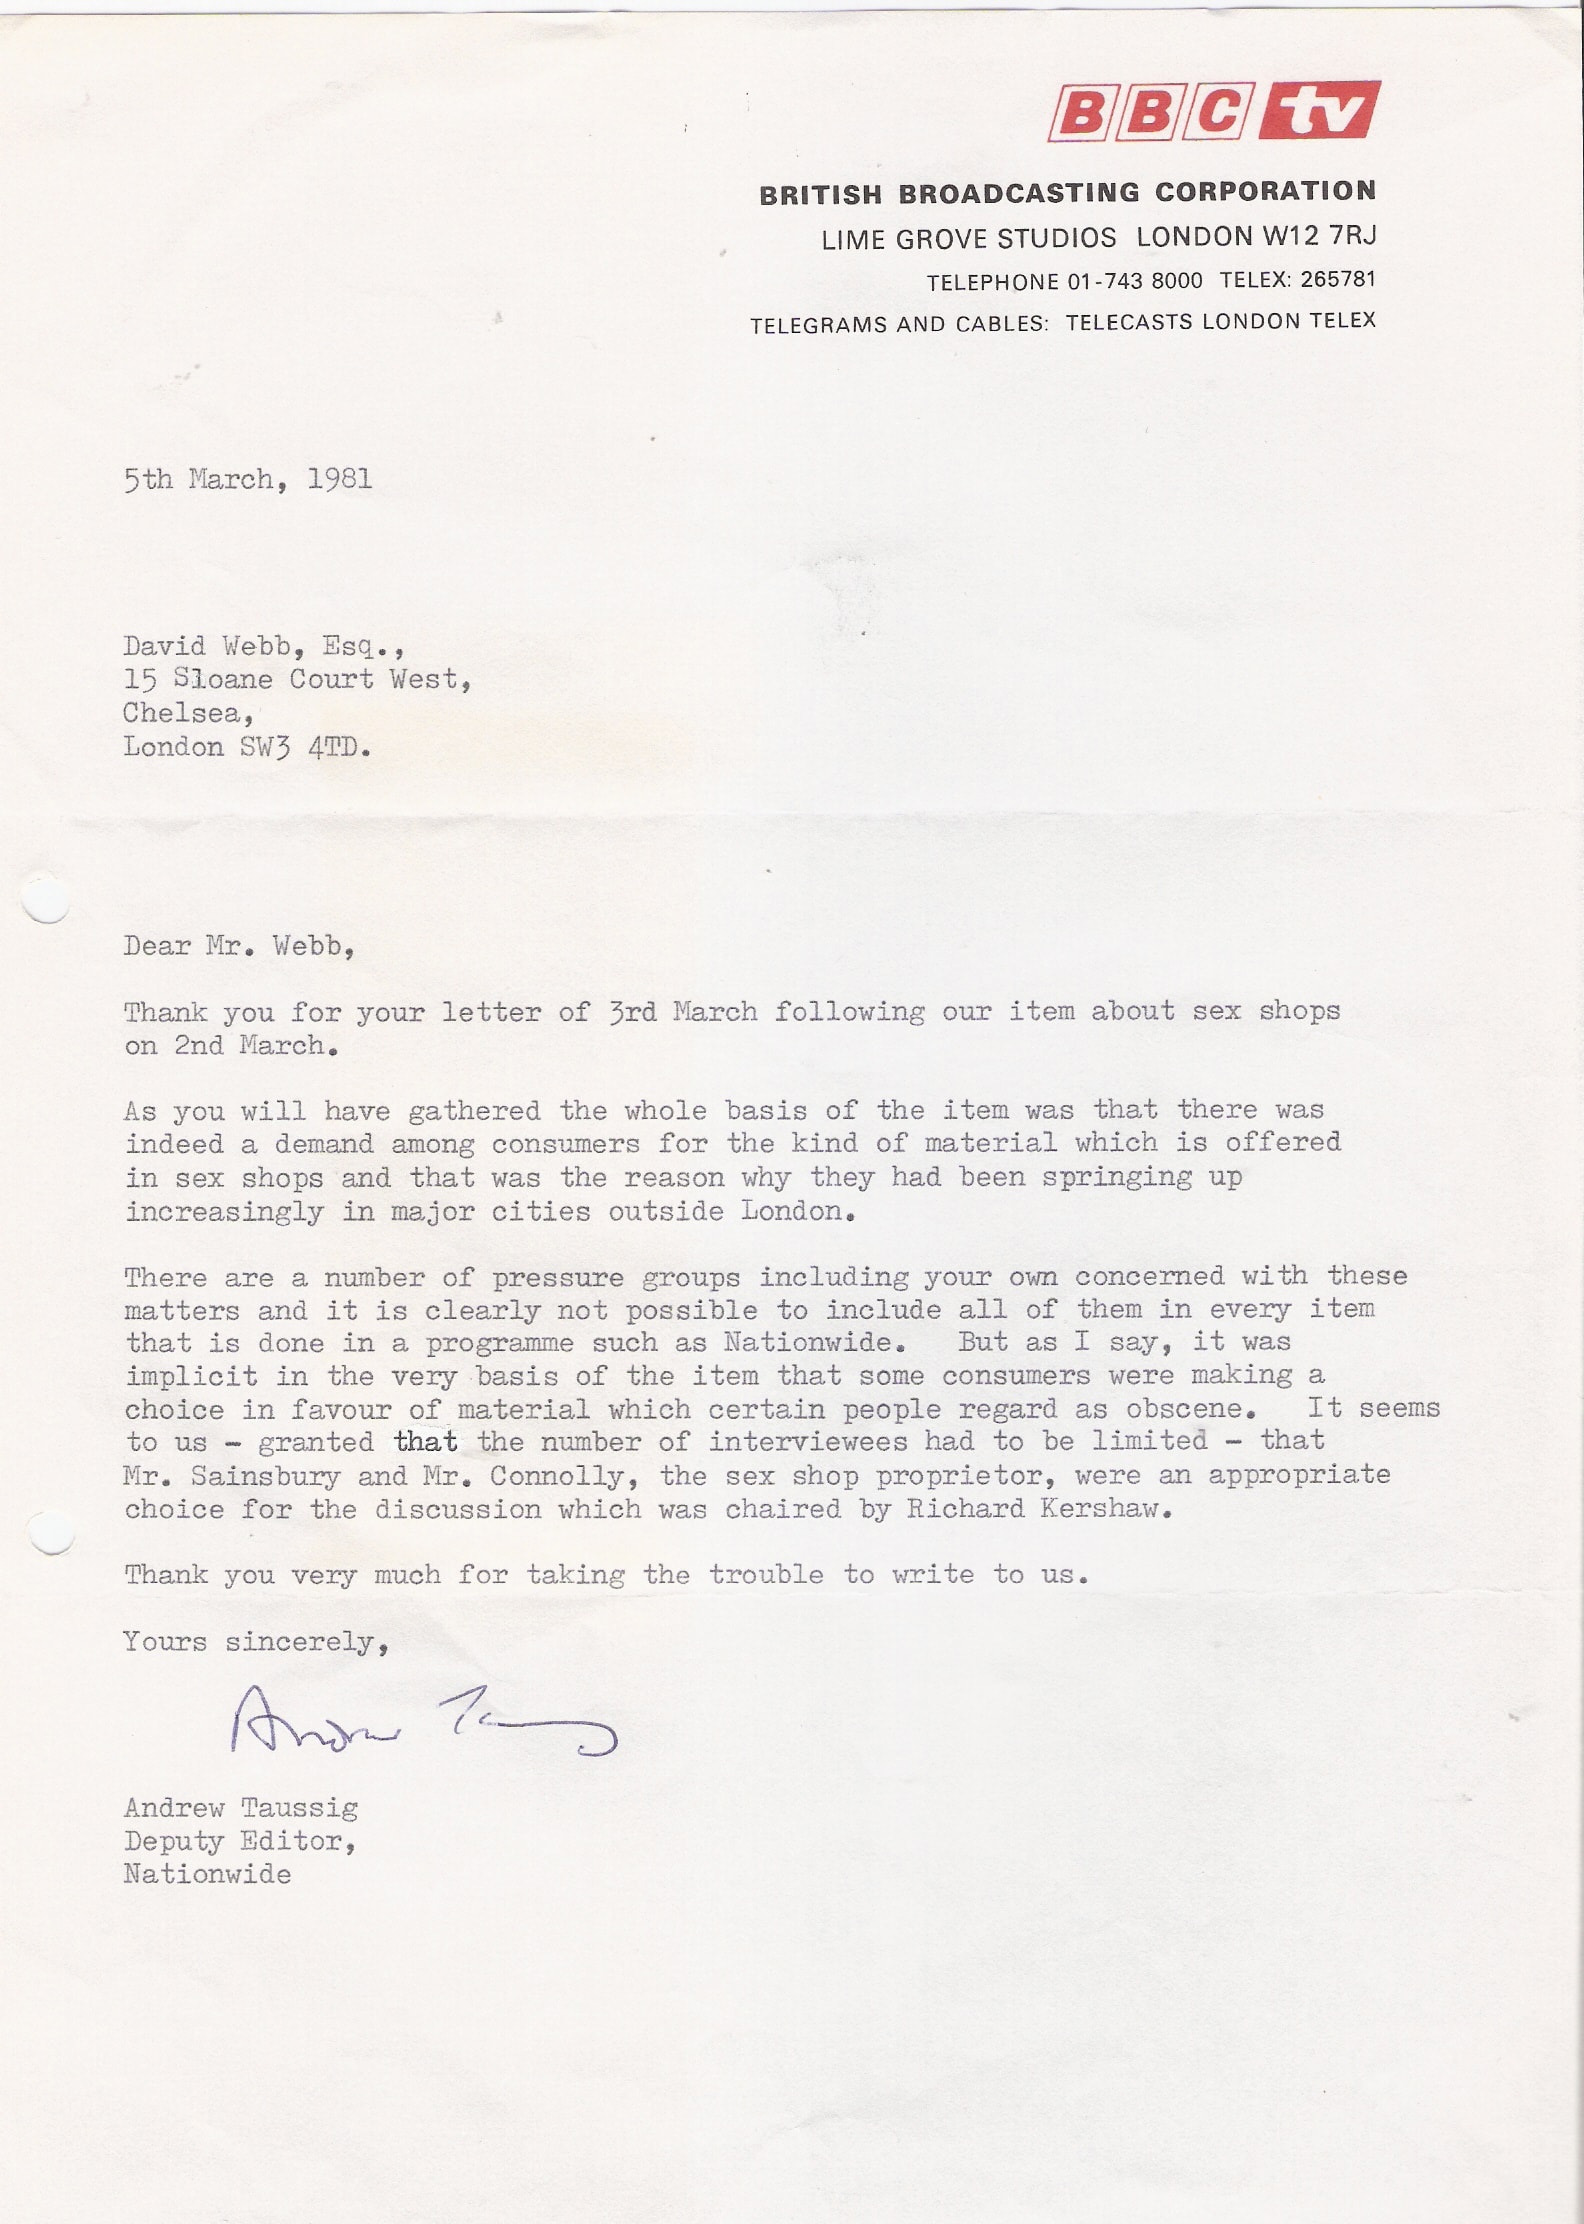 BBC tv
BRITISH BROADCASTING CORPORATION
LIME GROVE STUDIOS LONDON W12 7RJ
TELEPHONE 01-743 8000 TELEX: 265781
TELEGRAMS AND CABLES: TELECASTS LONDON TELEX
5th March, 1981
David Webb, Esq.,
15 Sloane Court West,
Chelsea,
London SW3 4TD.
Dear Mr. Webb,
Thank you for your letter of 3rd March following our item about sex shops
on 2nd March.
As you will have gathered the whole basis of the item was that there was
indeed a demand among consumers for the kind of material which is offered
in sex shops and that was the reason why they had been springing up
increasingly in major cities outside London.
There are a number of pressure groups including your own concerned with these
matters and it is clearly not possible to include all of them in every item
that is done in a programme such as Nationwide. But as I say, it was
implicit in the very basis of the item that some consumers were making a
choice in favour of material which certain people regard as obscene. It seems
to us - granted that the number of interviewees had to be limited - that
Mr. Sainsbury and Mr. Connolly, the sex shop proprietor, were an appropriate
choice for the discussion which was chaired by Richard Kershaw.
Thank you very much for taking the trouble to write to us.
Yours sincerely,
Andrew Taussig
Andrew Taussig
Deputy Editor,
Nationwide